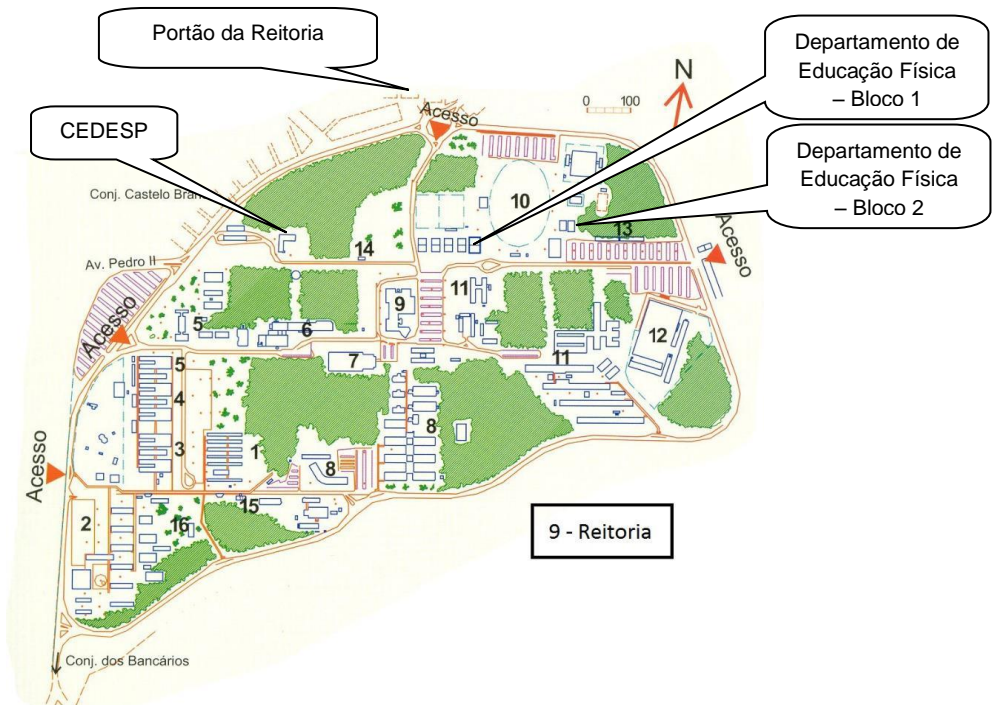 Portão da Reitoria
Departamento de
Educação Física
– Bloco 1
N
0 100
Acesso
CEDESP
Departamento de
Educação Física
– Bloco 2
Conj. Castelo Bran
10
13
Acesso
14
Av. Pedro II
11
9
5
6
12
Acesso
7
11
5
4
8
3
1
8
Acesso
15
2
16
9 - Reitoria
Conj. dos Bancários